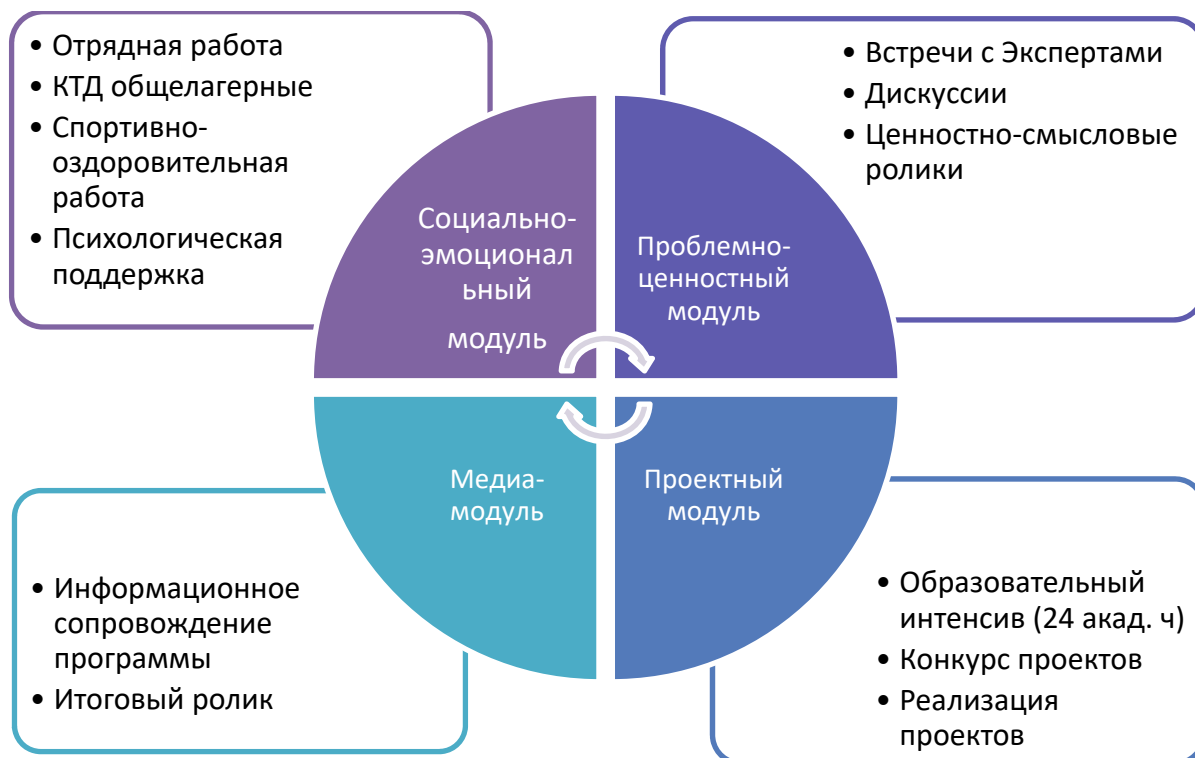 • Отрядная работа
• КТД общелагерные
• Спортивно-
оздоровительная
работа
• Психологическая
поддержка
• Встречи с Экспертами
• Дискуссии
• Ценностно-смысловые
ролики
Социально-
эмоционал
ьный
модуль
Проблемно-
ценностный
модуль
Медиа-
модуль
Проектный
модуль
• Информационное
сопровождение
программы
• Итоговый ролик
• Образовательный
интенсив (24 акад. ч)
• Конкурс проектов
• Реализация
проектов